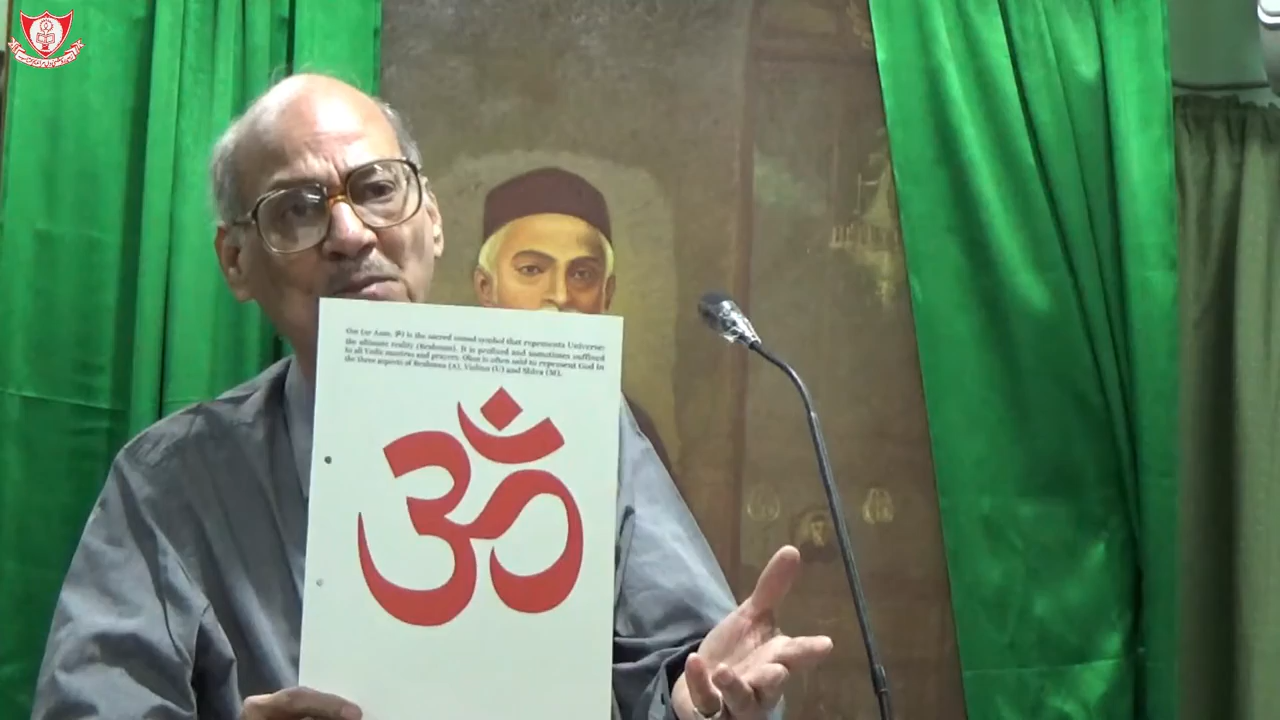 Om (or Aum, ॐ) is the sacred sound symbol that represents Universe;
the ultimate reality (Brahman). It is prefixed and sometimes suffixed
to all Vedic mantras and prayers. Ohm is often said to represent God in
the three aspects of Brahmaa (A), Vishnu (U) and Shiva (M).
ॐ